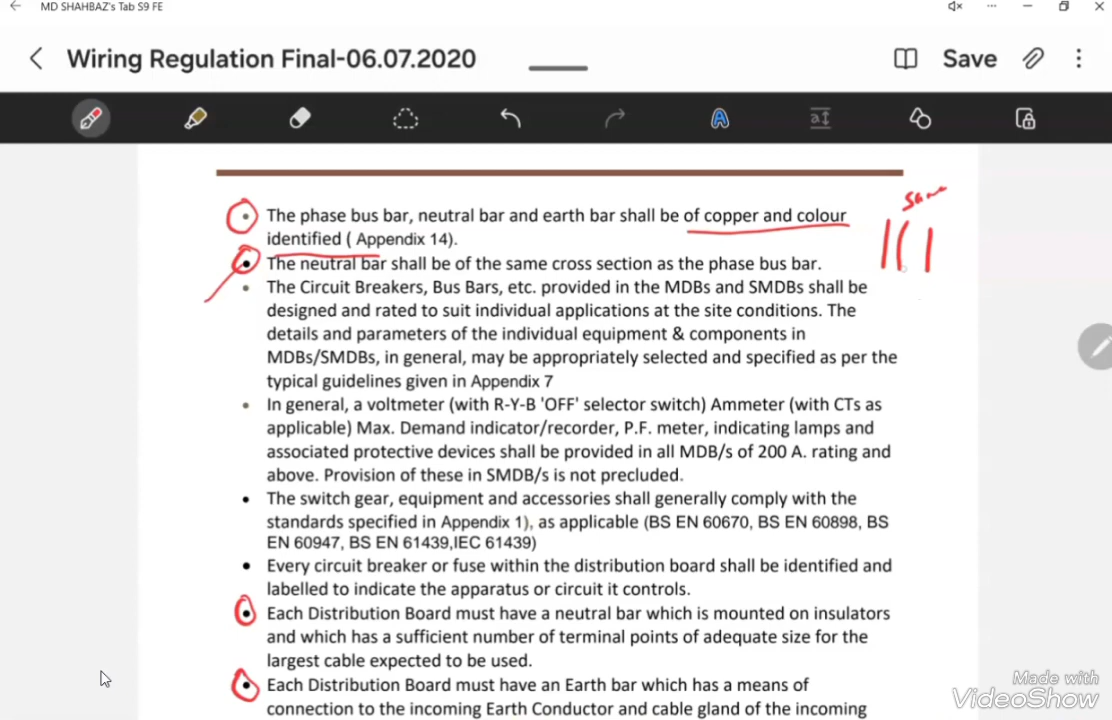 MD SHAHBAZ's Tab S9 FE
Wiring Regulation Final-06.07.2020
Save
same
• The phase bus bar, neutral bar and earth bar shall be of copper and colour
identified ( Appendix 14).
• The neutral bar shall be of the same cross section as the phase bus bar.
• The Circuit Breakers, Bus Bars, etc. provided in the MDBs and SMDBs shall be
designed and rated to suit individual applications at the site conditions. The
details and parameters of the individual equipment & components in
MDBs/SMDBs, in general, may be appropriately selected and specified as per the
typical guidelines given in Appendix 7
• In general, a voltmeter (with R-Y-B 'OFF' selector switch) Ammeter (with CTs as
applicable) Max. Demand indicator/recorder, P.F. meter, indicating lamps and
associated protective devices shall be provided in all MDB/s of 200 A. rating and
above. Provision of these in SMDB/s is not precluded.
• The switch gear, equipment and accessories shall generally comply with the
standards specified in Appendix 1), as applicable (BS EN 60670, BS EN 60898, BS
EN 60947, BS EN 61439,IEC 61439)
• Every circuit breaker or fuse within the distribution board shall be identified and
labelled to indicate the apparatus or circuit it controls.
• Each Distribution Board must have a neutral bar which is mounted on insulators
and which has a sufficient number of terminal points of adequate size for the
largest cable expected to be used.
• Each Distribution Board must have an Earth bar which has a means of
connection to the incoming Earth Conductor and cable gland of the incoming
Made with
VideoShow